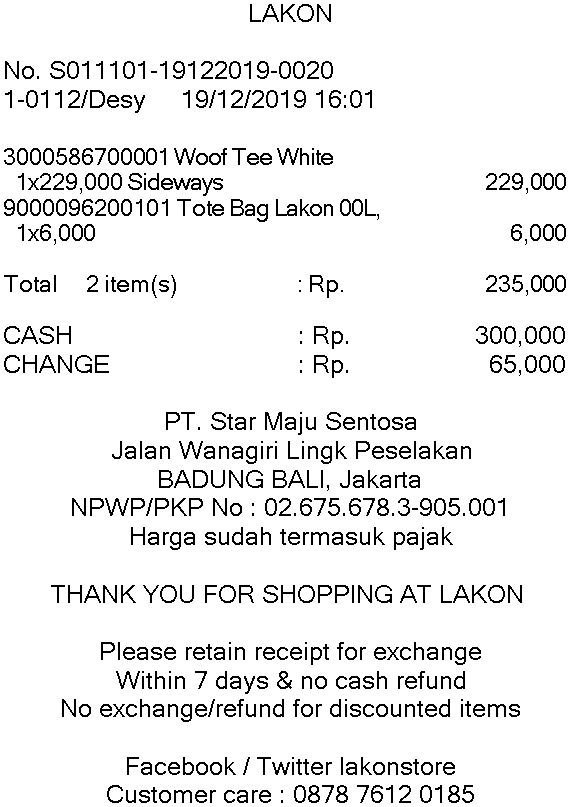 LAKON
No. S011101-19122019-0020
1-0112/Desy 19/12/2019 16:01
3000586700001 Woof Tee White
1x229,000 Sideways 229,000
9000096200101 Tote Bag Lakon 00L,
1x6,000 6,000
Total 2 item(s) : Rp. 235,000
CASH : Rp. 300,000
CHANGE : Rp. 65,000
PT. Star Maju Sentosa
Jalan Wanagiri Lingk Peselakan
BADUNG BALI, Jakarta
NPWP/PKP No : 02.675.678.3-905.001
Harga sudah termasuk pajak
THANK YOU FOR SHOPPING AT LAKON
Please retain receipt for exchange
Within 7 days & no cash refund
No exchange/refund for discounted items
Facebook / Twitter lakonstore
Customer care : 0878 7612 0185